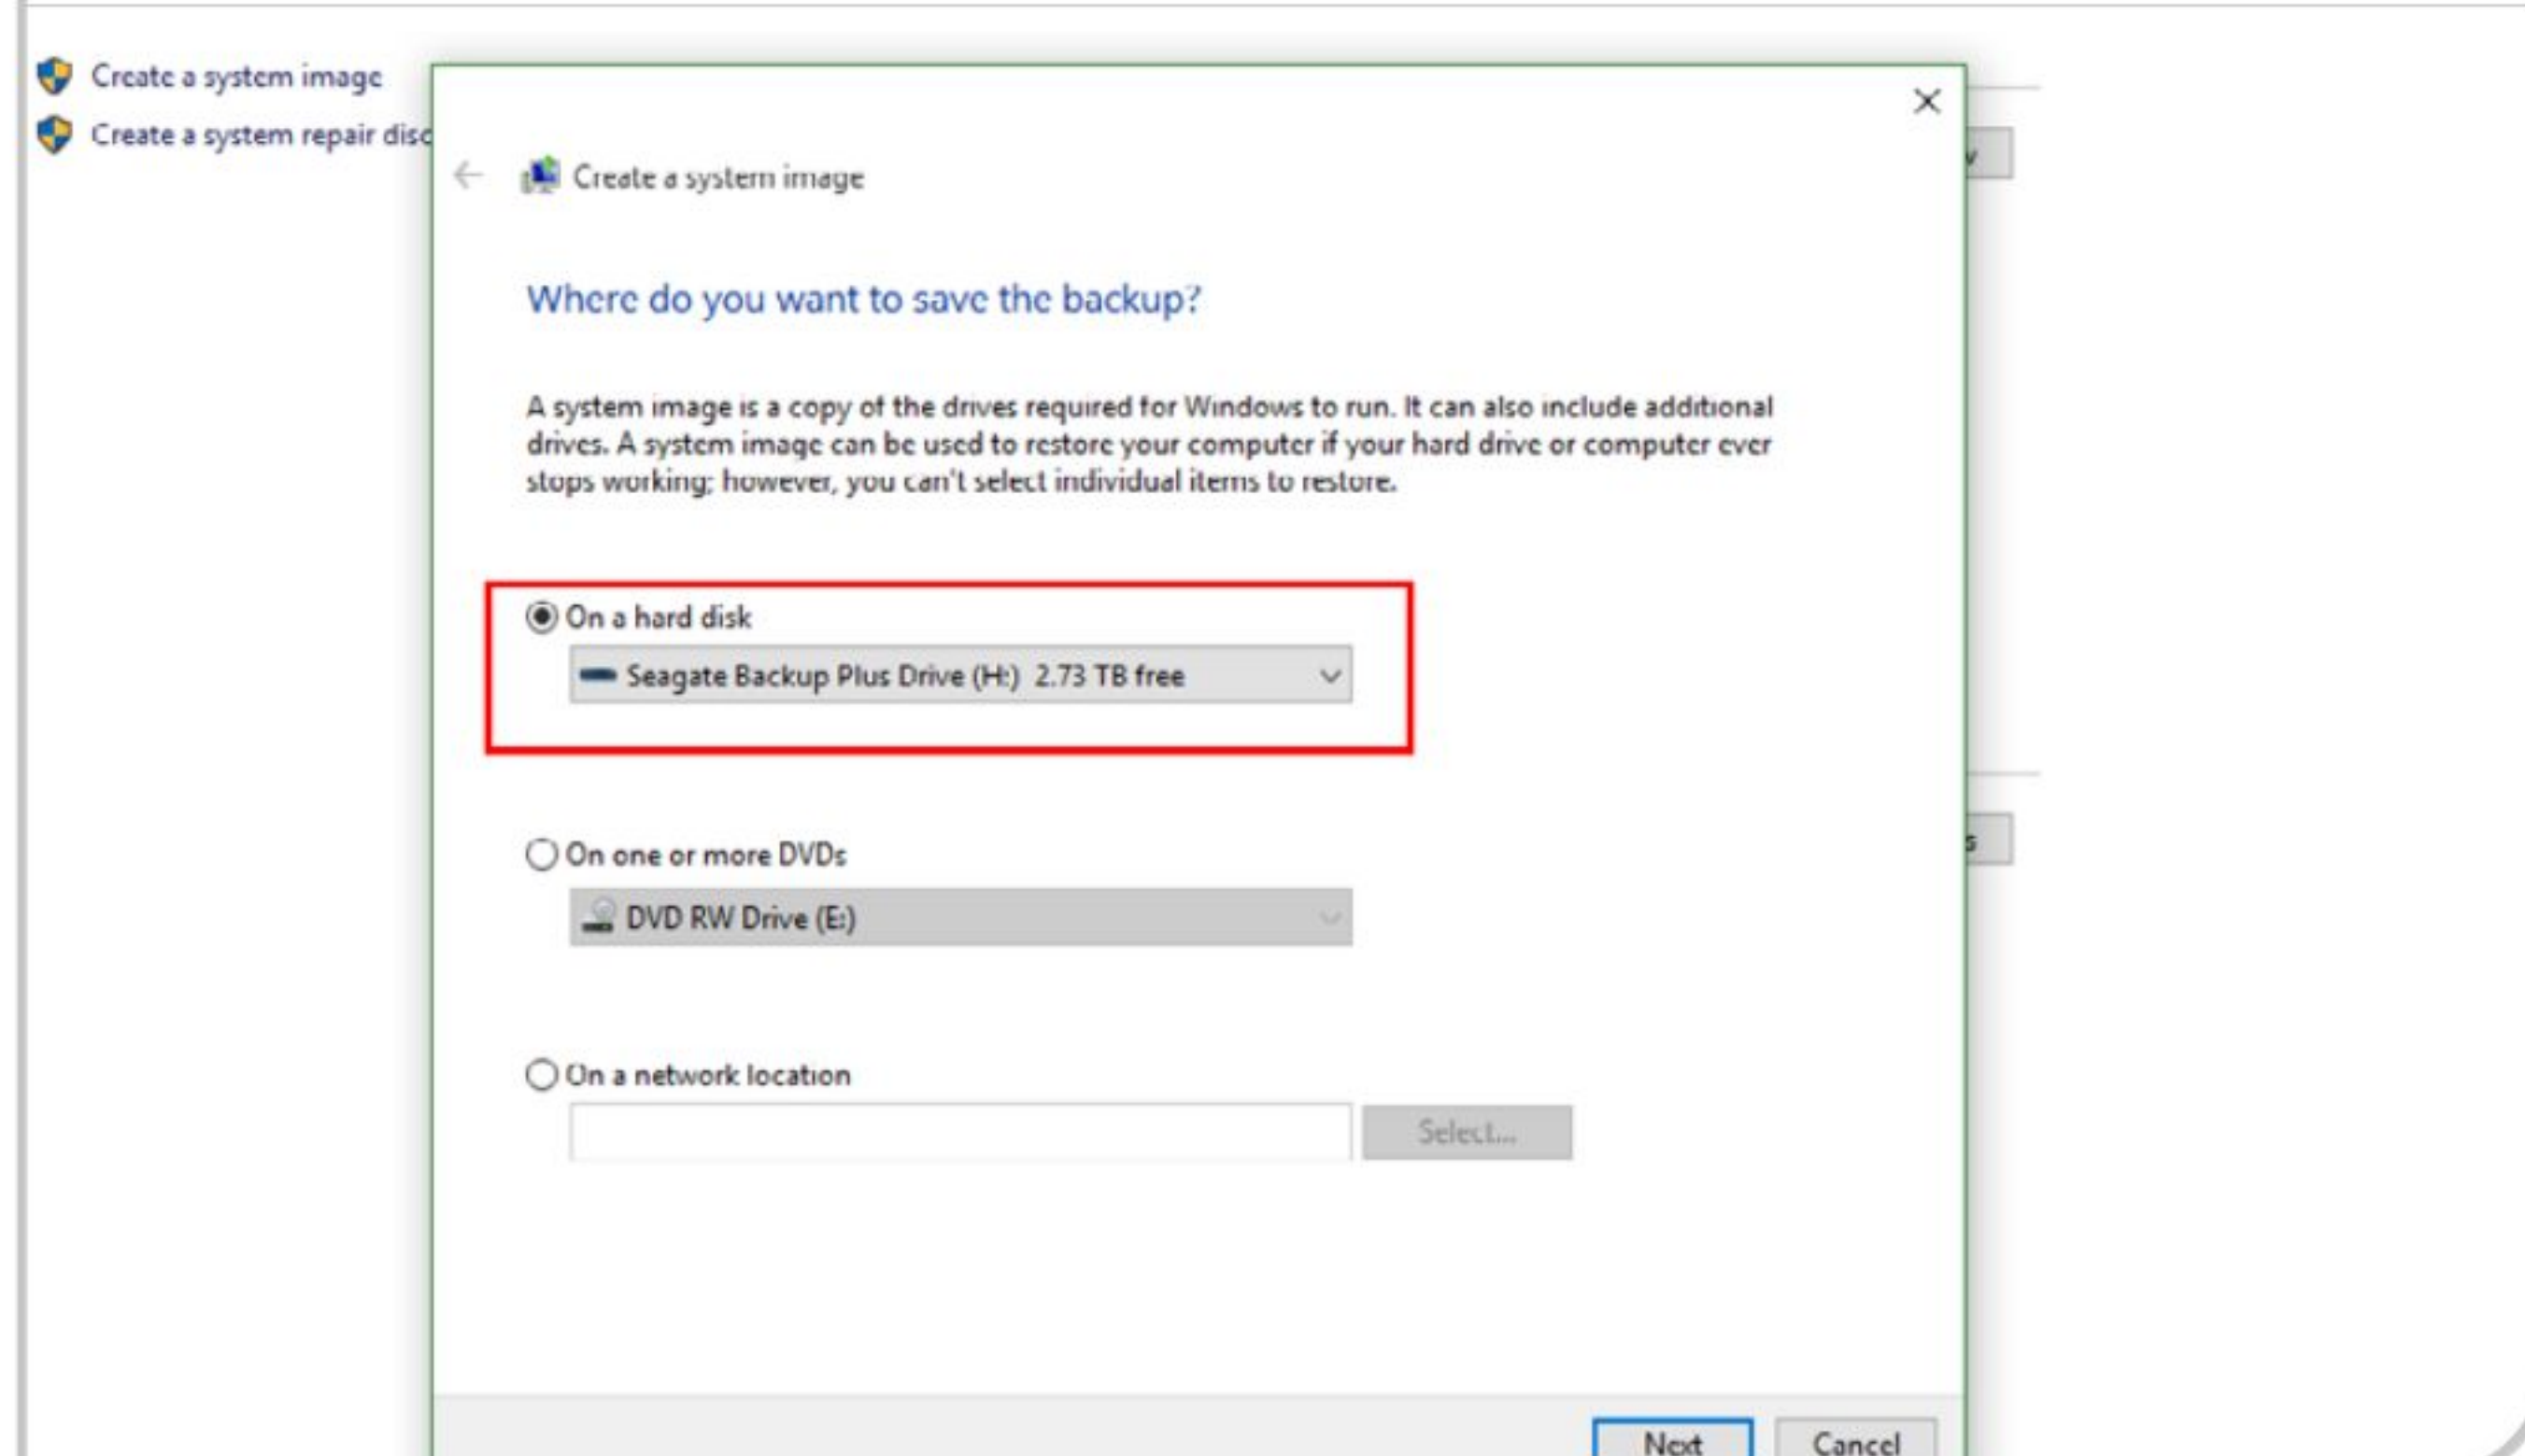 Create a system image
Create a system repair disc
Create a system image
Where do you want to save the backup?
A system image is a copy of the drives required for Windows to run. It can also include additional
drives. A system image can be used to restore your computer if your hard drive or computer ever
stops working; however, you can't select individual items to restore.
On a hard disk
Seagate Backup Plus Drive (H:) 2.73 TB free
On one or more DVDs
DVD RW Drive (E:)
On a network location
Select...
Next
Cancel